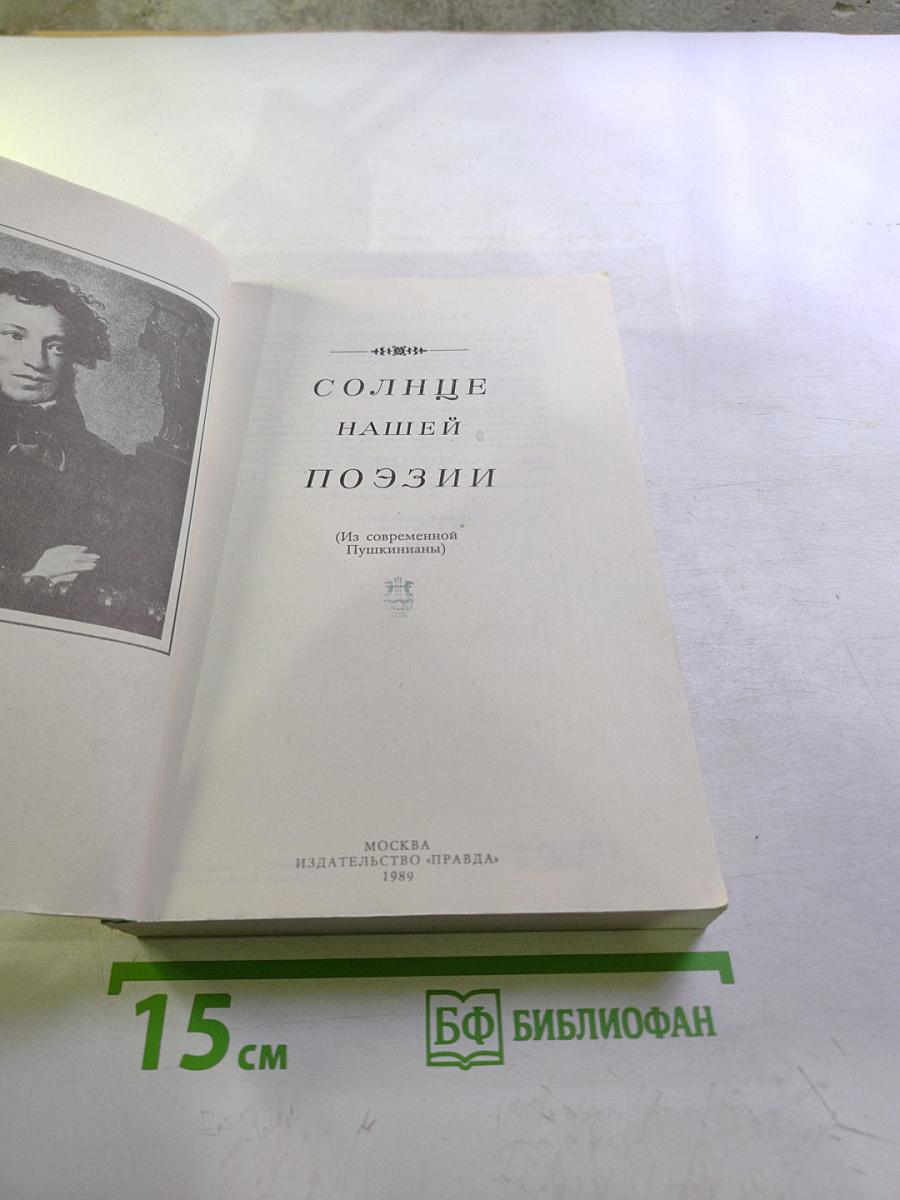 СОЛНЦЕ
НАШЕЙ
ПОЭЗИИ
(Из современной
Пушкинианы)
МОСКВА
ИЗДАТЕЛЬСТВО «ПРАВДА»
1989
15 см
БФ БИБЛИОФАН